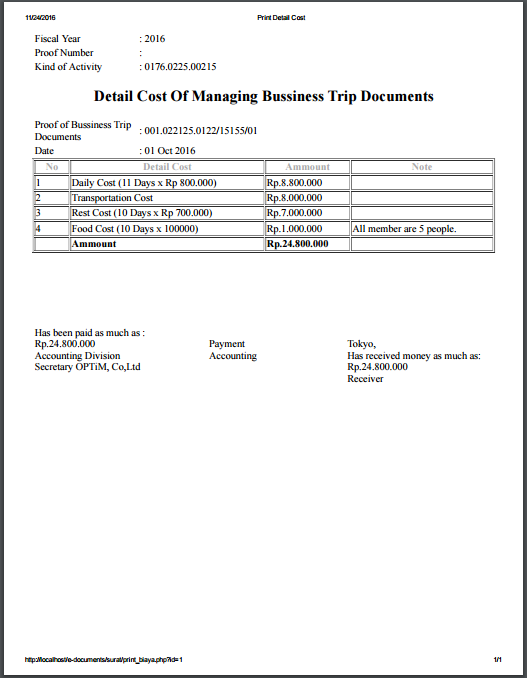 11/24/2016 Print Detail Cost
Fiscal Year : 2016
Proof Number :
Kind of Activity : 0176.0225.00215
Detail Cost Of Managing Bussiness Trip Documents
Proof of Bussiness Trip
Documents : 001.022125.0122/15155/01
Date : 01 Oct 2016
No Detail Cost Ammount Note
1 Daily Cost (11 Days x Rp 800.000) Rp.8.800.000
2 Transportation Cost Rp.8.000.000
3 Rest Cost (10 Days x Rp 700.000) Rp.7.000.000
4 Food Cost (10 Days x 100000) Rp.1.000.000 All member are 5 people.
Ammount Rp.24.800.000
Has been paid as much as :
Rp.24.800.000 Payment Tokyo,
Accounting Division Accounting Has received money as much as:
Secretary OPTiM, Co,Ltd Rp.24.800.000
Receiver
http://localhost/e-documents/surat/print_biaya.php?id=1 1/1